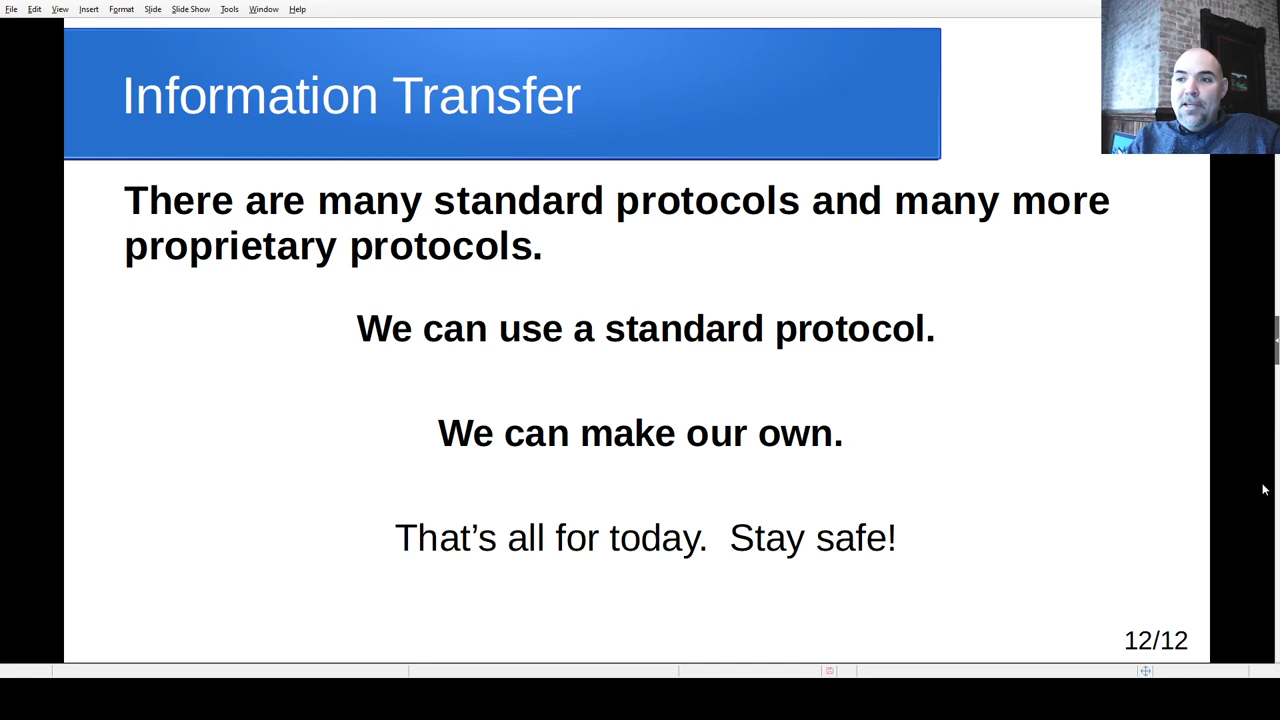 File Edit View Insert Format Slide Slide Show Tools Window Help
Information Transfer
There are many standard protocols and many more
proprietary protocols.
We can use a standard protocol.
We can make our own.
That’s all for today.  Stay safe!
12/12